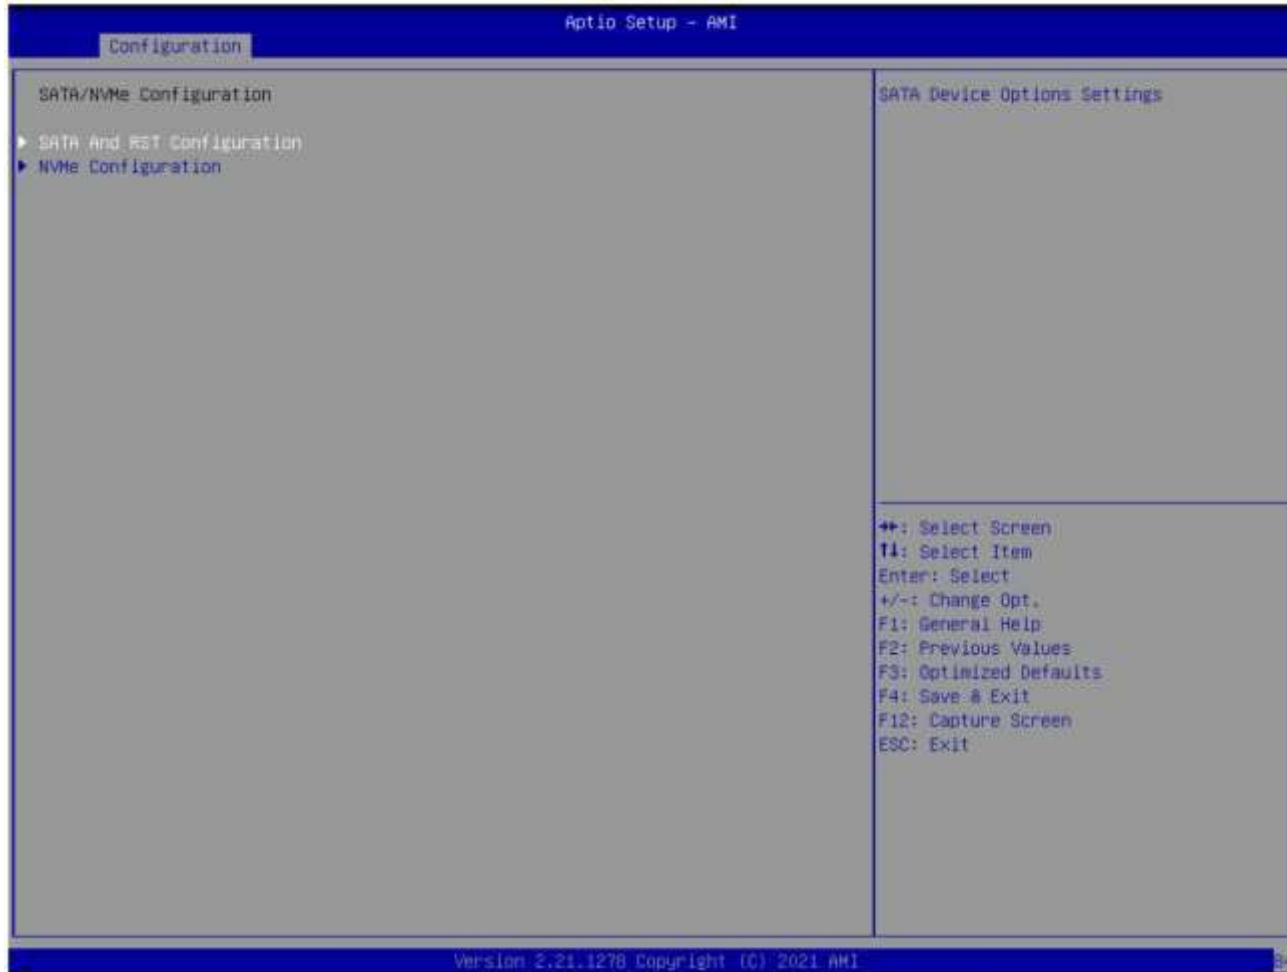 Aptio Setup - AMI
Configuration
SATA/NVMe Configuration
SATA And RST Configuration
NVMe Configuration
SATA Device Options Settings
→←: Select Screen
↑↓: Select Item
Enter: Select
+/-: Change Opt.
F1: General Help
F2: Previous Values
F3: Optimized Defaults
F4: Save & Exit
F12: Capture Screen
ESC: Exit
Version 2.21.1278 Copyright (C) 2021 AMI